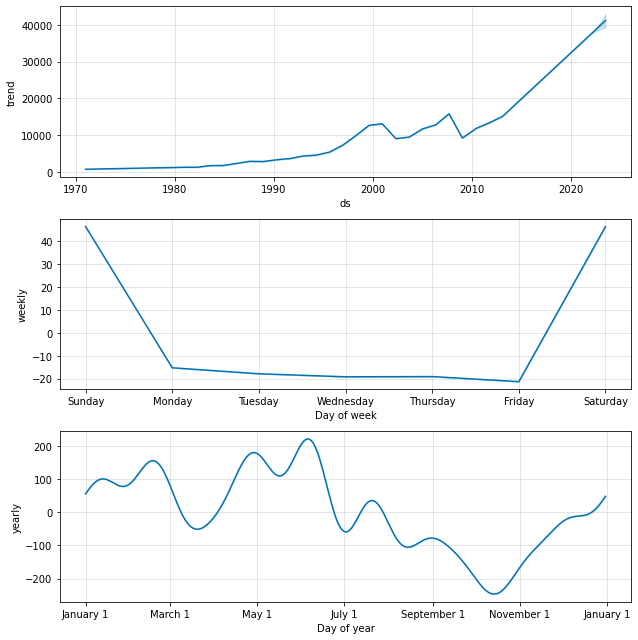 40000
30000
20000
10000
0
trend
1970 1980 1990 2000 2010 2020
ds
40
30
20
10
0
−10
−20
weekly
Sunday Monday Tuesday Wednesday Thursday Friday Saturday
Day of week
200
100
0
−100
−200
yearly
January 1 March 1 May 1 July 1 September 1 November 1 January 1
Day of year